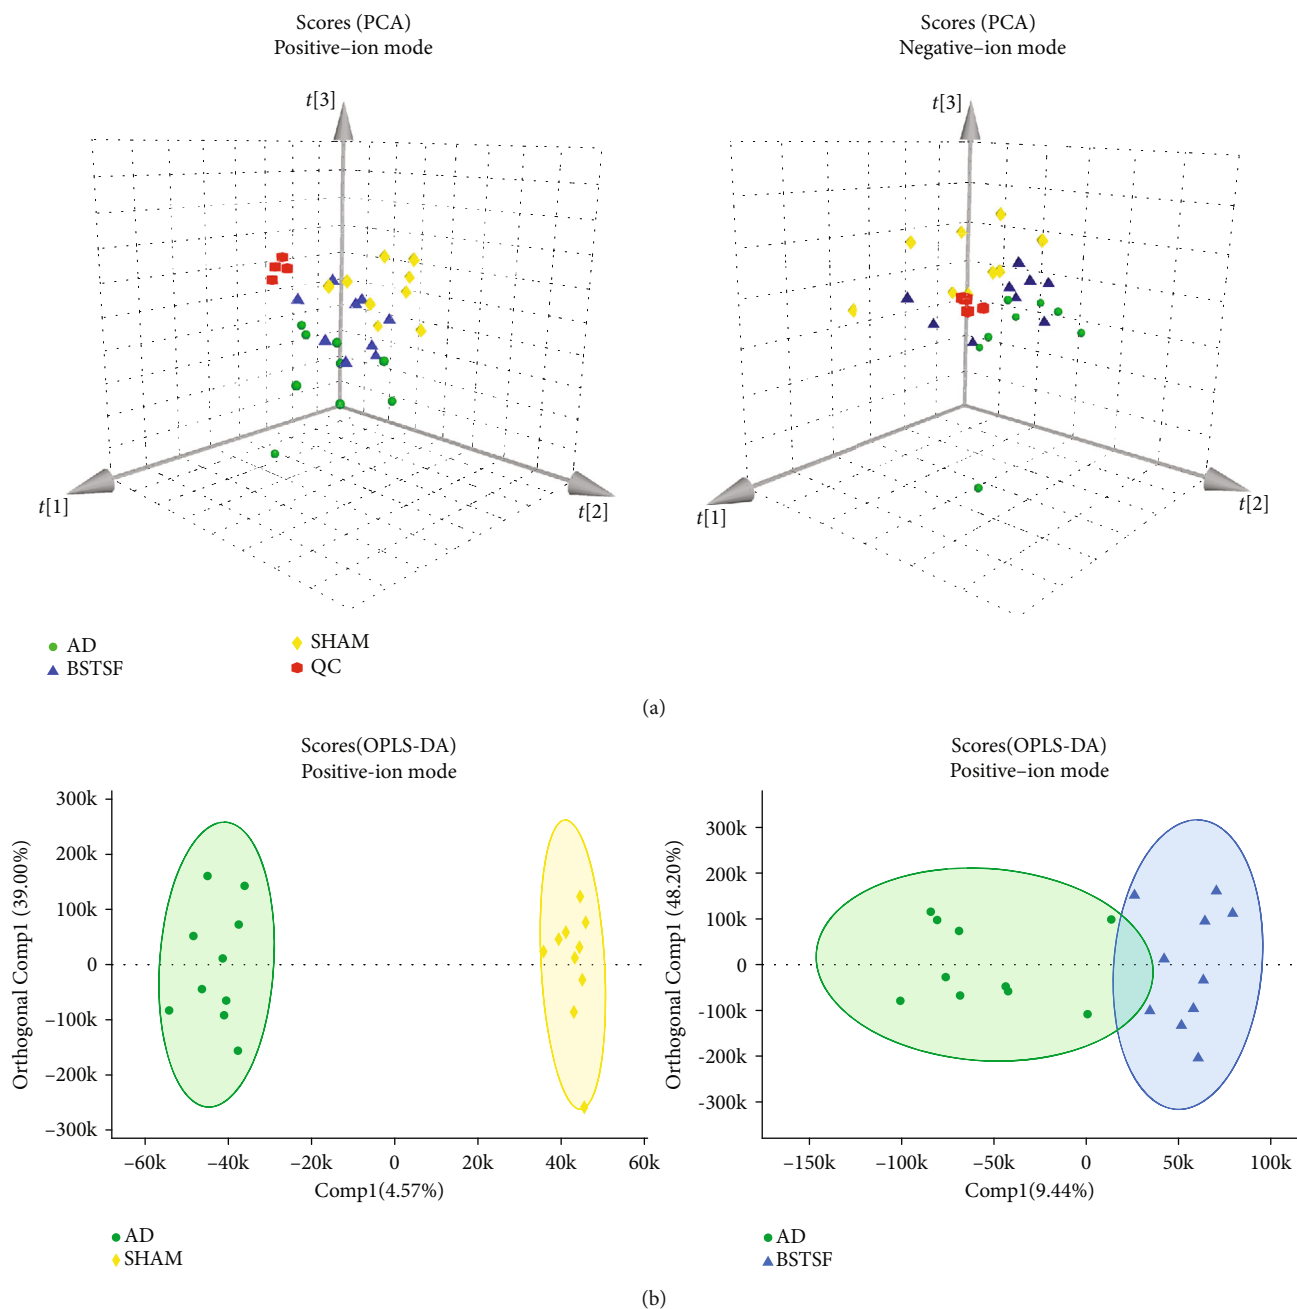 Scores (PCA)
Positive–ion mode
t[3]
t[1]
t[2]
Scores (PCA)
Negative–ion mode
t[3]
t[1]
t[2]
AD
BSTSF
SHAM
QC
(a)
Scores(OPLS-DA)
Positive-ion mode
Orthogonal Comp1 (39.00%)
300k
200k
100k
0
–100k
–200k
–300k
–60k –40k –20k 0 20k 40k 60k
Comp1(4.57%)
AD
SHAM
Scores(OPLS-DA)
Positive–ion mode
Orthogonal Comp1 (48.20%)
300k
200k
100k
0
-100k
-200k
-300k
–150k –100k –50k 0 50k 100k
Comp1(9.44%)
AD
BSTSF
(b)